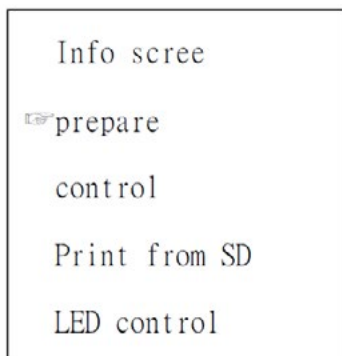 Info scree
☞prepare
control
Print from SD
LED control